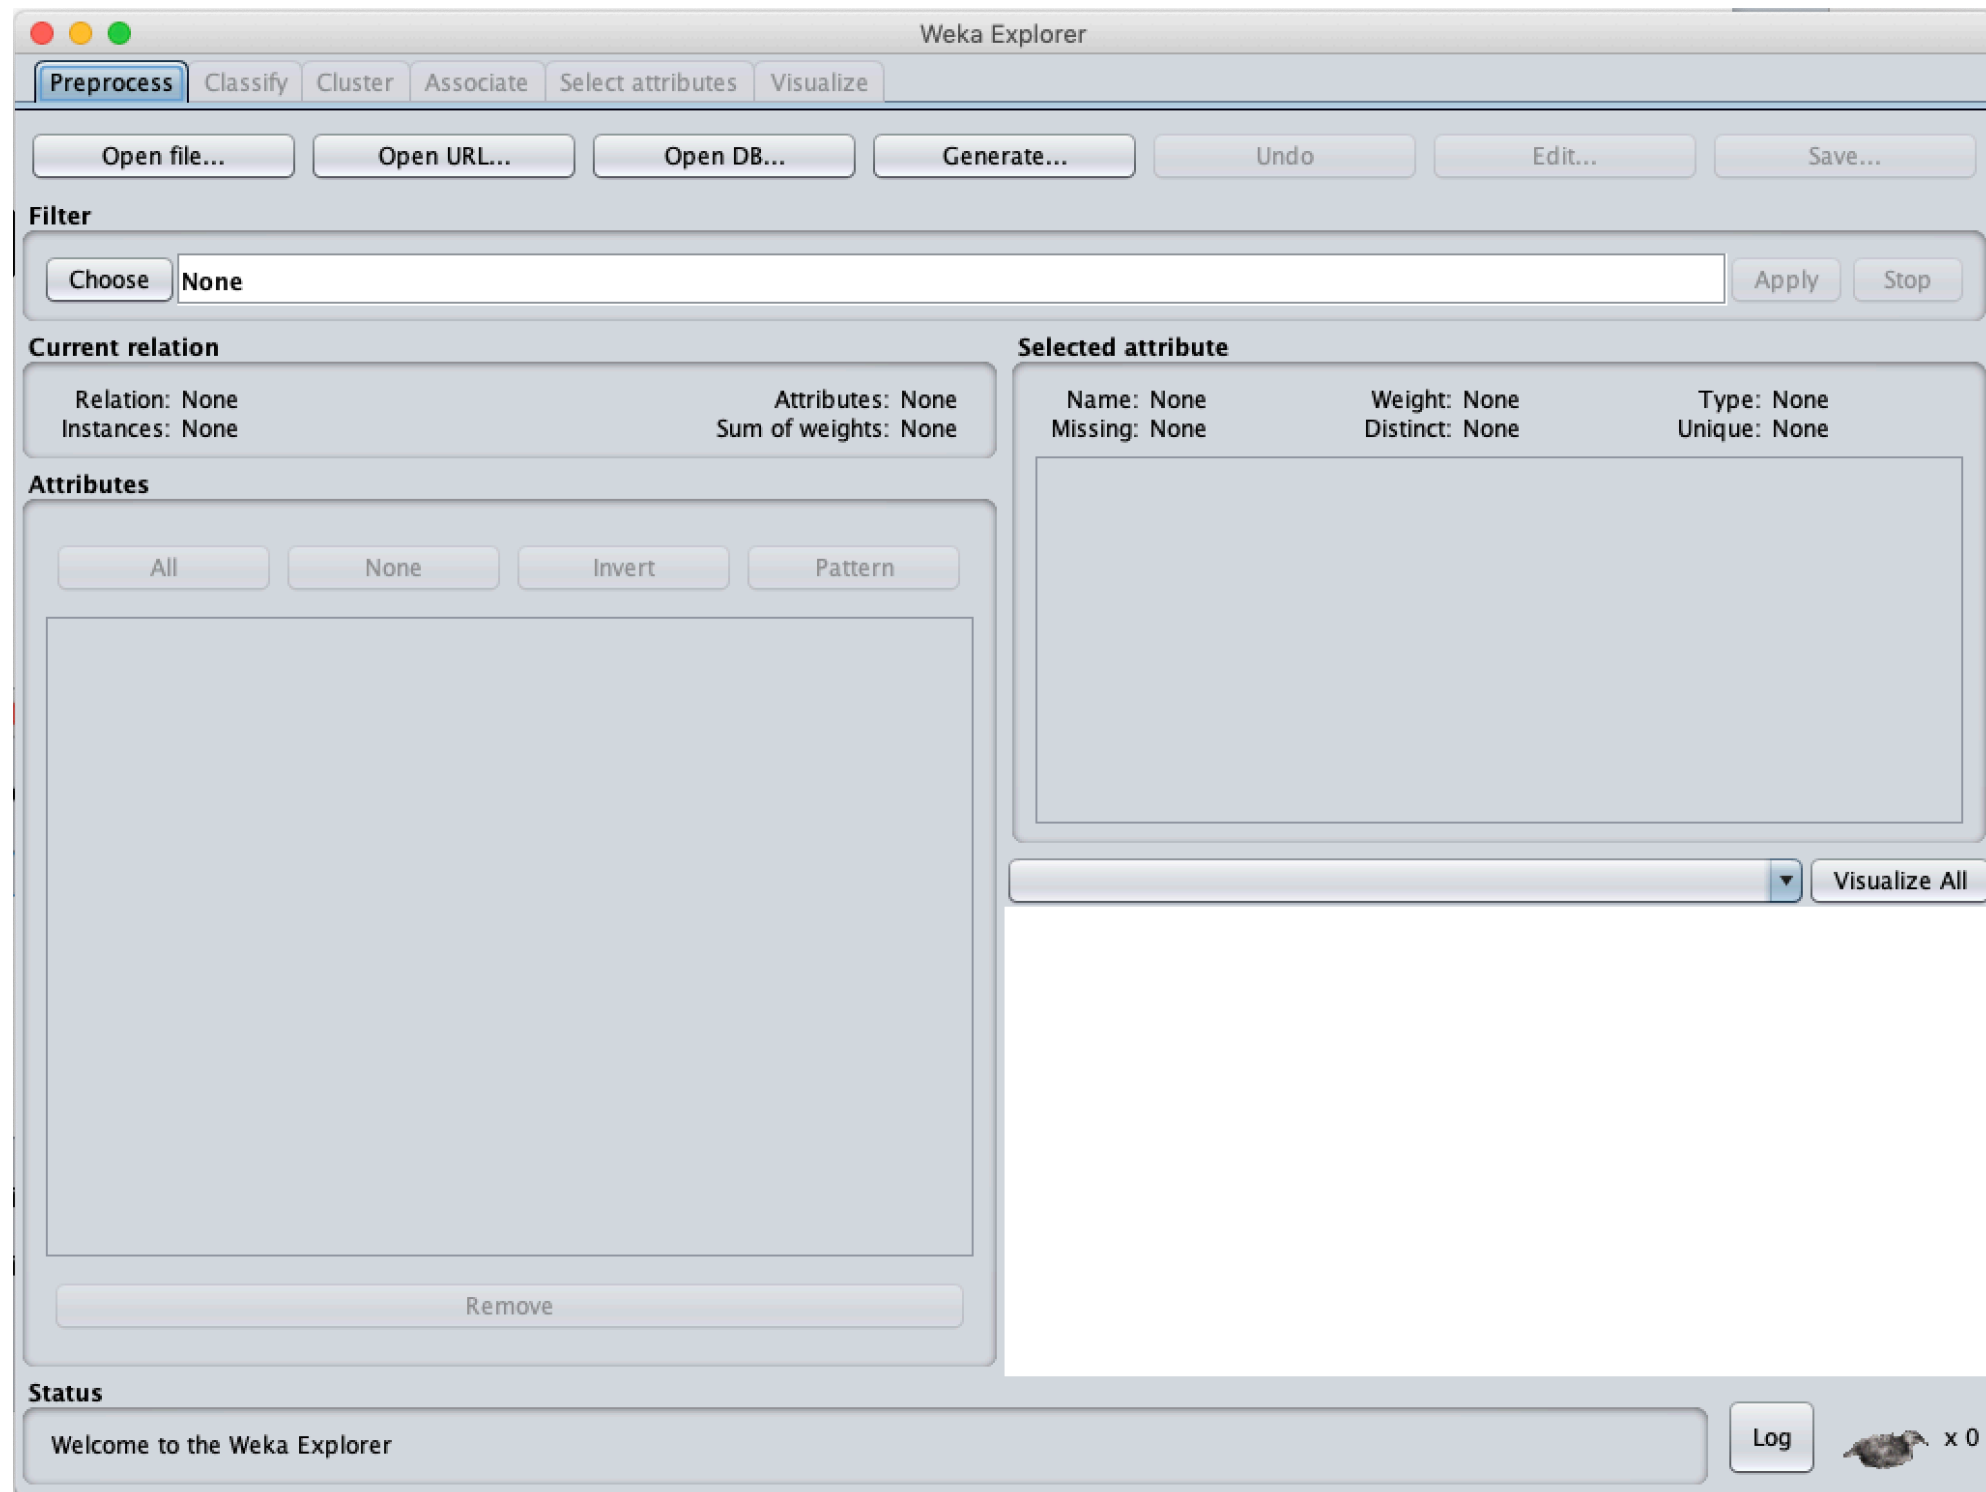 Weka Explorer
Preprocess Classify Cluster Associate Select attributes Visualize
Open file... Open URL... Open DB... Generate... Undo Edit... Save...
Filter
Choose None Apply Stop
Current relation
Relation: None Attributes: None
Instances: None Sum of weights: None
Selected attribute
Name: None Weight: None Type: None
Missing: None Distinct: None Unique: None
Attributes
All None Invert Pattern
Remove
Visualize All
Status
Welcome to the Weka Explorer
Log x 0